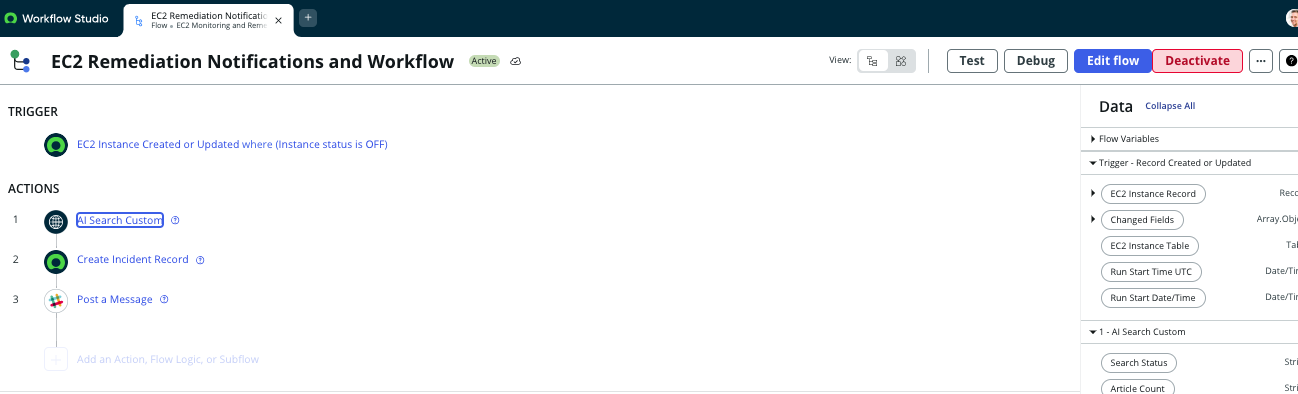 Workflow Studio
EC2 Remediation Notificatic
Flow • EC2 Monitoring and Reme
EC2 Remediation Notifications and Workflow
Active
View:
Test
Debug
Edit flow
Deactivate
TRIGGER
EC2 Instance Created or Updated where (Instance status is OFF)
ACTIONS
1 AI Search Custom
2 Create Incident Record
3 Post a Message
Add an Action, Flow Logic, or Subflow
Data Collapse All
Flow Variables
Trigger - Record Created or Updated
EC2 Instance Record Reco
Changed Fields Array.Obje
EC2 Instance Table Tab
Run Start Time UTC Date/Tim
Run Start Date/Time Date/Tim
1 - AI Search Custom
Search Status Stri
Article Count Stri